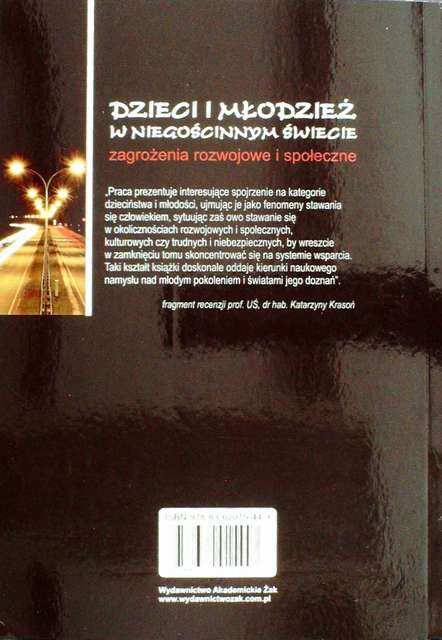 DZIECI I MŁODZIEŻ
W NIEGOŚCINNYM ŚWIECIE
zagrożenia rozwojowe i społeczne
„Praca prezentuje interesujące spojrzenie na kategorie
dzieciństwa i młodości, ujmując je jako fenomeny stawania
się człowiekiem, sytuując zaś owo stawanie się
w okolicznościach rozwojowych i społecznych,
kulturowych czy trudnych i niebezpiecznych, by wreszcie
w zamknięciu tomu skoncentrować się na systemie wsparcia.
Taki kształt książki doskonale oddaje kierunki naukowego
namysłu nad młodym pokoleniem i światami jego doznań”.
fragment recenzji prof. UŚ, dr hab. Katarzyny Krasoń
ISBN
Wydawnictwo Akademickie Żak
www.wydawnictwozak.com.pl